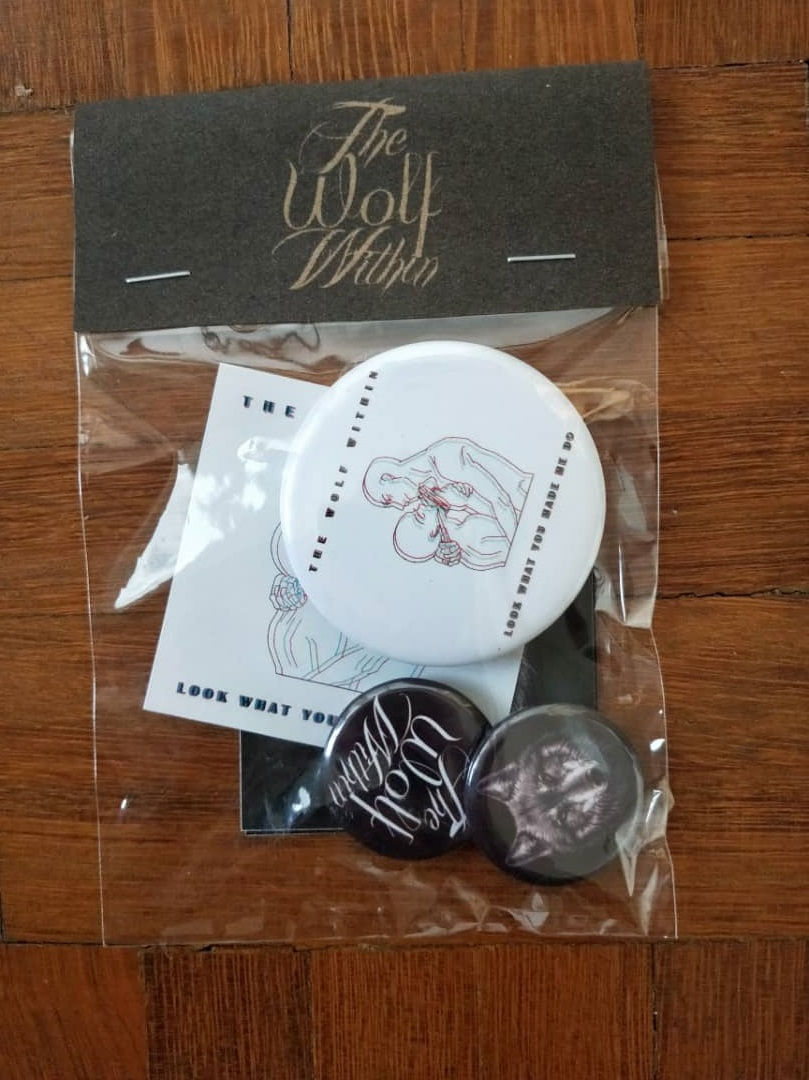 The
Wolf
Within
THE
THE WOLF WITHIN
LOOK WHAT YOU MADE ME DO
LOOK WHAT YOU
The
Wolf
Within